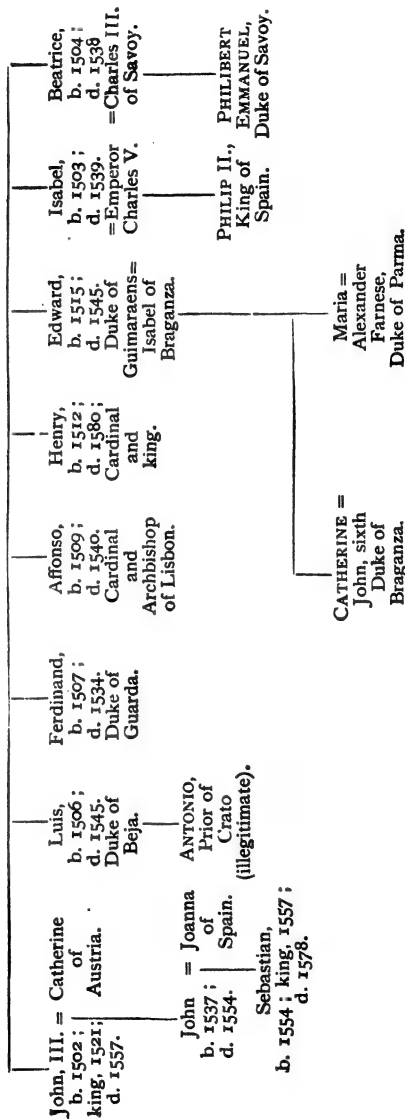 John, III. = Catherine
b. 1502; of
king, 1521; Austria.
d. 1557.
John = Joanna
b. 1537; of
d. 1554. Spain.
Sebastian,
b. 1554; king, 1557;
d. 1578.
Luis,
b. 1506;
d. 1545.
Duke of
Beja.
ANTONIO,
Prior of
Crato
(illegitimate).
Ferdinand,
b. 1507;
d. 1534.
Duke of
Guarda.
Affonso,
b. 1509;
d. 1540.
Cardinal
and
Archbishop
of Lisbon.
Henry,
b. 1512;
d. 1580;
Cardinal
and
king.
Edward,
b. 1515;
d. 1545.
Duke of
Guimaraens=
Isabel of
Braganza.
CATHERINE =
John, sixth
Duke of
Braganza.
Maria =
Alexander
Farnese,
Duke of Parma.
Isabel,
b. 1503;
d. 1539.
=Emperor
Charles V.
PHILIP II.,
King of
Spain.
Beatrice,
b. 1504;
d. 1538
=Charles III.
of Savoy.
PHILIBERT
EMMANUEL,
Duke of Savoy.